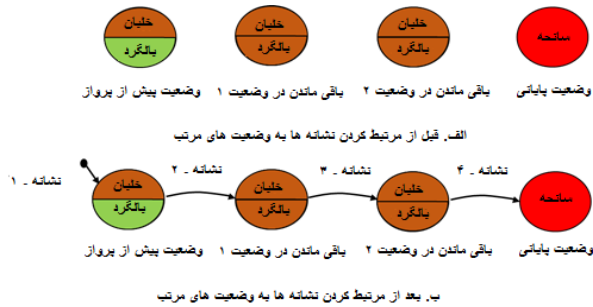 خلبان خلبان خلبان سانحه
بالگرد بالگرد بالگرد
وضعیت پیش از پرواز باقی ماندن در وضعیت ۱ باقی ماندن در وضعیت ۲ وضعیت پایانی
الف. قبل از مرتبط کردن نشانه ها به وضعیت های مرتب
نشانه - ۱ نشانه - ۲ نشانه - ۳ نشانه - ۴
خلبان خلبان خلبان سانحه
بالگرد بالگرد بالگرد
وضعیت پیش از پرواز باقی ماندن در وضعیت ۱ باقی ماندن در وضعیت ۲ وضعیت پایانی
ب. بعد از مرتبط کردن نشانه ها به وضعیت های مرتب